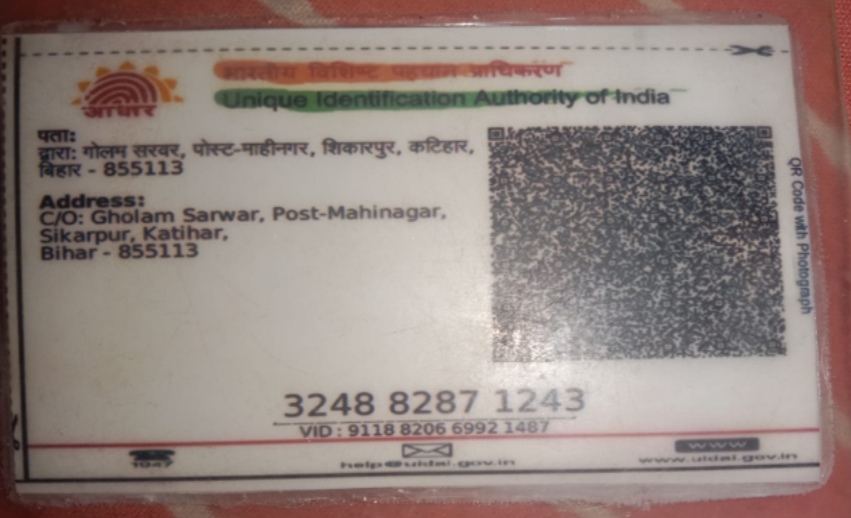 भारतीय विशिष्ट पहचान प्राधिकरण
Unique Identification Authority of India
आधार
पता:
द्वारा: गोलम सरवर, पोस्ट-माहीनगर, शिकारपुर, कटिहार,
बिहार - 855113
Address:
C/O: Gholam Sarwar, Post-Mahinagar,
Sikarpur, Katihar,
Bihar - 855113
QR Code with Photograph
3248 8287 1243
VID : 9118 8206 6992 1487
1947
help@uidai.gov.in
www
www.uidai.gov.in